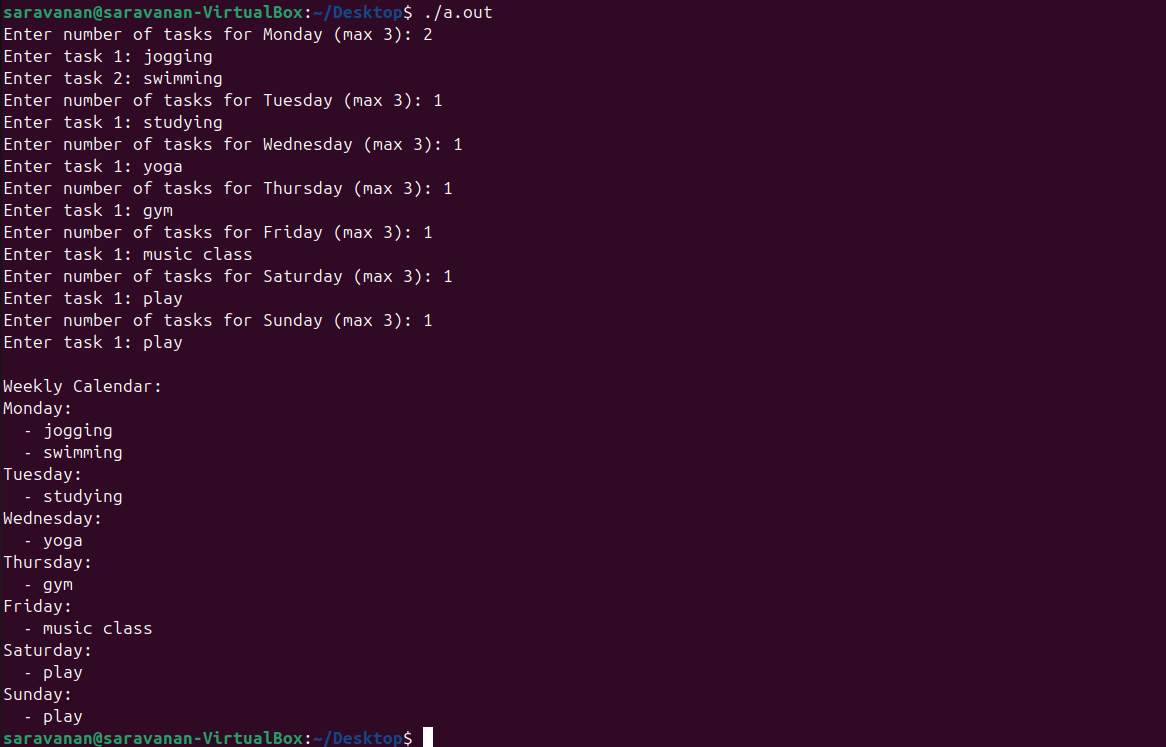 saravanan@saravanan-VirtualBox:~/Desktop$ ./a.out
Enter number of tasks for Monday (max 3): 2
Enter task 1: jogging
Enter task 2: swimming
Enter number of tasks for Tuesday (max 3): 1
Enter task 1: studying
Enter number of tasks for Wednesday (max 3): 1
Enter task 1: yoga
Enter number of tasks for Thursday (max 3): 1
Enter task 1: gym
Enter number of tasks for Friday (max 3): 1
Enter task 1: music class
Enter number of tasks for Saturday (max 3): 1
Enter task 1: play
Enter number of tasks for Sunday (max 3): 1
Enter task 1: play

Weekly Calendar:
Monday:
  - jogging
  - swimming
Tuesday:
  - studying
Wednesday:
  - yoga
Thursday:
  - gym
Friday:
  - music class
Saturday:
  - play
Sunday:
  - play
saravanan@saravanan-VirtualBox:~/Desktop$